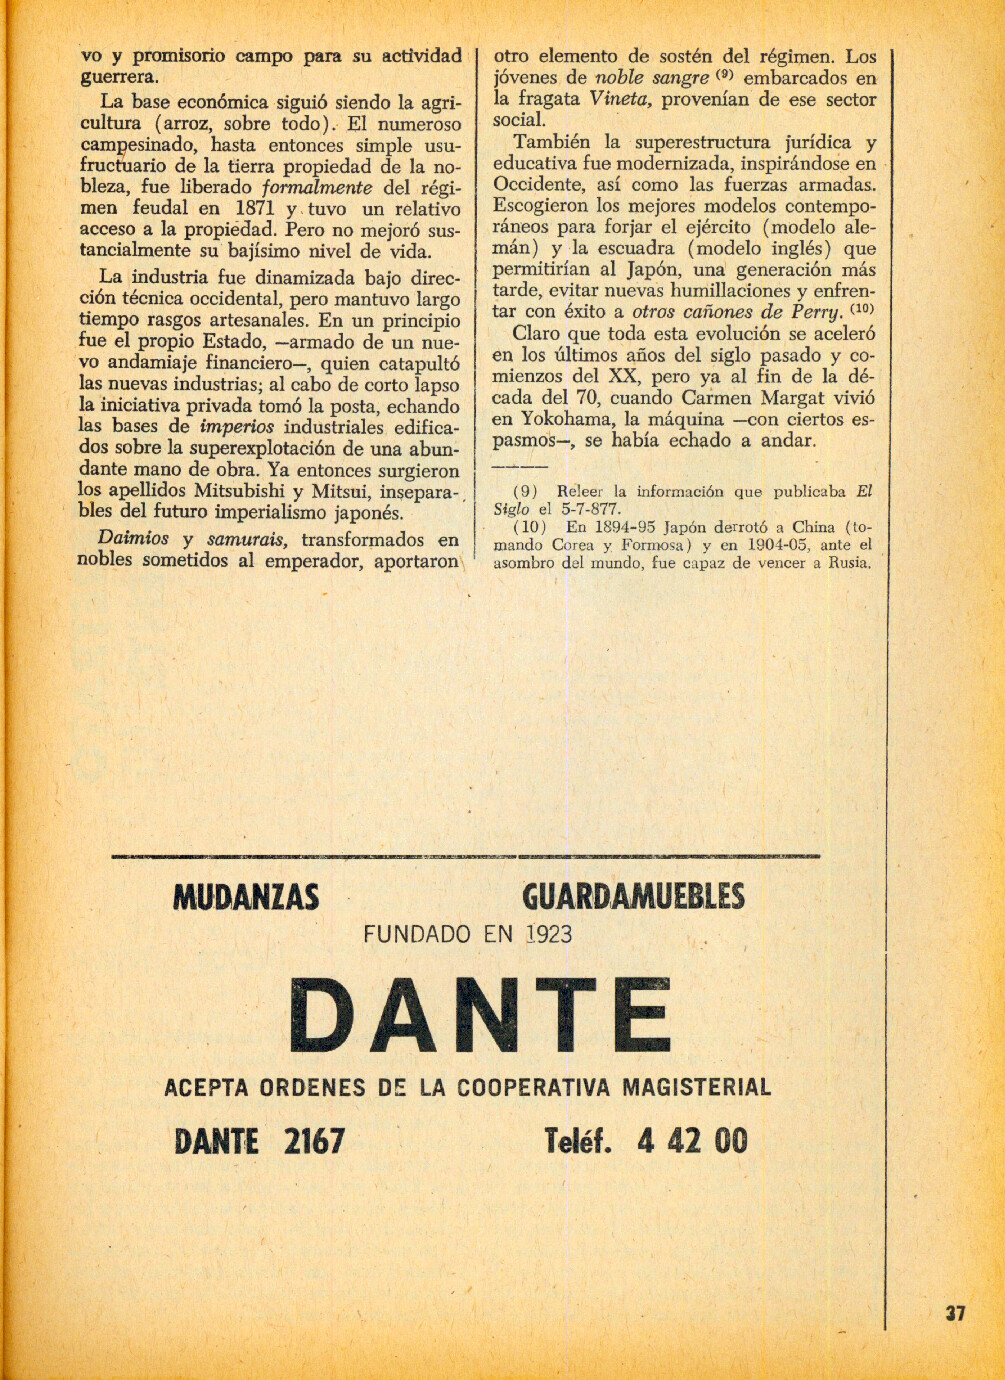 vo y promisorio campo para su actividad
guerrera.
La base económica siguió siendo la agri-
cultura (arroz, sobre todo). El numeroso
campesinado, hasta entonces simple usu-
fructuario de la tierra propiedad de la no-
bleza, fue liberado formalmente del régi-
men feudal en 1871 y tuvo un relativo
acceso a la propiedad. Pero no mejoró sus-
tancialmente su bajísimo nivel de vida.
La industria fue dinamizada bajo direc-
ción técnica occidental, pero mantuvo largo
tiempo rasgos artesanales. En un principio
fue el propio Estado, —armado de un nue-
vo andamiaje financiero—, quien catapultó
las nuevas industrias; al cabo de corto lapso
la iniciativa privada tomó la posta, echando
las bases de imperios industriales edifica-
dos sobre la superexplotación de una abun-
dante mano de obra. Ya entonces surgieron
los apellidos Mitsubishi y Mitsui, insepara-
bles del futuro imperialismo japonés.
Daimios y samurais, transformados en
nobles sometidos al emperador, aportaron
otro elemento de sostén del régimen. Los
jóvenes de noble sangre (9) embarcados en
la fragata Vineta, provenían de ese sector
social.
También la superestructura jurídica y
educativa fue modernizada, inspirándose en
Occidente, así como las fuerzas armadas.
Escogieron los mejores modelos contempo-
ráneos para forjar el ejército (modelo ale-
mán) y la escuadra (modelo inglés) que
permitirían al Japón, una generación más
tarde, evitar nuevas humillaciones y enfren-
tar con éxito a otros cañones de Perry. (10)
Claro que toda esta evolución se aceleró
en los últimos años del siglo pasado y co-
mienzos del XX, pero ya al fin de la dé-
cada del 70, cuando Carmen Margat vivió
en Yokohama, la máquina —con ciertos es-
pasmos—, se había echado a andar.
(9) Releer la información que publicaba El
Siglo el 5-7-877.
(10) En 1894-95 Japón derrotó a China (to-
mando Corea y Formosa) y en 1904-05, ante el
asombro del mundo, fue capaz de vencer a Rusia.
MUDANZAS GUARDAMUEBLES
FUNDADO EN 1923
DANTE
ACEPTA ORDENES DE LA COOPERATIVA MAGISTERIAL
DANTE 2167 Teléf. 4 42 00
37